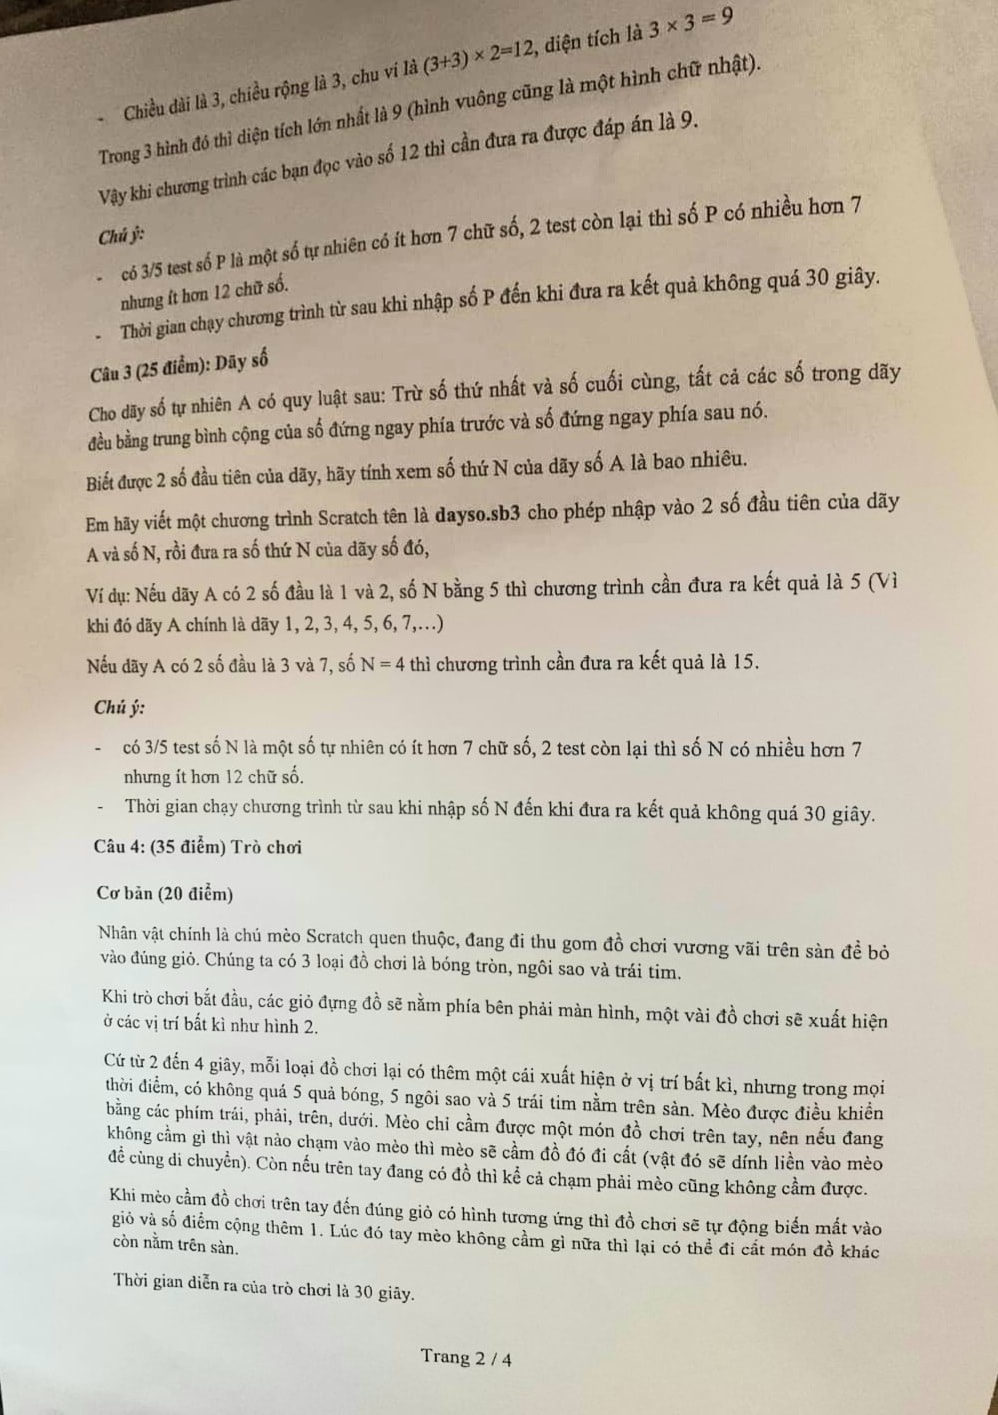 - Chiều dài là 3, chiều rộng là 3, chu vi là (3+3) × 2=12, diện tích là 3 × 3 = 9
Trong 3 hình đó thì diện tích lớn nhất là 9 (hình vuông cũng là một hình chữ nhật).
Vậy khi chương trình các bạn đọc vào số 12 thì cần đưa ra được đáp án là 9.
Chú ý:
- có 3/5 test số P là một số tự nhiên có ít hơn 7 chữ số, 2 test còn lại thì số P có nhiều hơn 7
nhưng ít hơn 12 chữ số.
- Thời gian chạy chương trình từ sau khi nhập số P đến khi đưa ra kết quả không quá 30 giây.
Câu 3 (25 điểm): Dãy số
Cho dãy số tự nhiên A có quy luật sau: Trừ số thứ nhất và số cuối cùng, tất cả các số trong dãy
đều bằng trung bình cộng của số đứng ngay phía trước và số đứng ngay phía sau nó.
Biết được 2 số đầu tiên của dãy, hãy tính xem số thứ N của dãy số A là bao nhiêu.
Em hãy viết một chương trình Scratch tên là dayso.sb3 cho phép nhập vào 2 số đầu tiên của dãy
A và số N, rồi đưa ra số thứ N của dãy số đó,
Ví dụ: Nếu dãy A có 2 số đầu là 1 và 2, số N bằng 5 thì chương trình cần đưa ra kết quả là 5 (Vì
khi đó dãy A chính là dãy 1, 2, 3, 4, 5, 6, 7,…)
Nếu dãy A có 2 số đầu là 3 và 7, số N = 4 thì chương trình cần đưa ra kết quả là 15.
Chú ý:
- có 3/5 test số N là một số tự nhiên có ít hơn 7 chữ số, 2 test còn lại thì số N có nhiều hơn 7
nhưng ít hơn 12 chữ số.
- Thời gian chạy chương trình từ sau khi nhập số N đến khi đưa ra kết quả không quá 30 giây.
Câu 4: (35 điểm) Trò chơi
Cơ bản (20 điểm)
Nhân vật chính là chú mèo Scratch quen thuộc, đang đi thu gom đồ chơi vương vãi trên sàn để bỏ
vào đúng giỏ. Chúng ta có 3 loại đồ chơi là bóng tròn, ngôi sao và trái tim.
Khi trò chơi bắt đầu, các giỏ đựng đồ sẽ nằm phía bên phải màn hình, một vài đồ chơi sẽ xuất hiện
ở các vị trí bất kì như hình 2.
Cứ từ 2 đến 4 giây, mỗi loại đồ chơi lại có thêm một cái xuất hiện ở vị trí bất kì, nhưng trong mọi
thời điểm, có không quá 5 quả bóng, 5 ngôi sao và 5 trái tim nằm trên sàn. Mèo được điều khiển
bằng các phím trái, phải, trên, dưới. Mèo chỉ cầm được một món đồ chơi trên tay, nên nếu đang
không cầm gì thì vật nào chạm vào mèo thì mèo sẽ cầm đồ đó đi cất (vật đó sẽ dính liền vào mèo
để cùng di chuyển). Còn nếu trên tay đang có đồ thì kể cả chạm phải mèo cũng không cầm được.
Khi mèo cầm đồ chơi trên tay đến đúng giỏ có hình tương ứng thì đồ chơi sẽ tự động biến mất vào
giỏ và số điểm cộng thêm 1. Lúc đó tay mèo không cầm gì nữa thì lại có thể đi cất món đồ khác
còn nằm trên sàn.
Thời gian diễn ra của trò chơi là 30 giây.
Trang 2 / 4